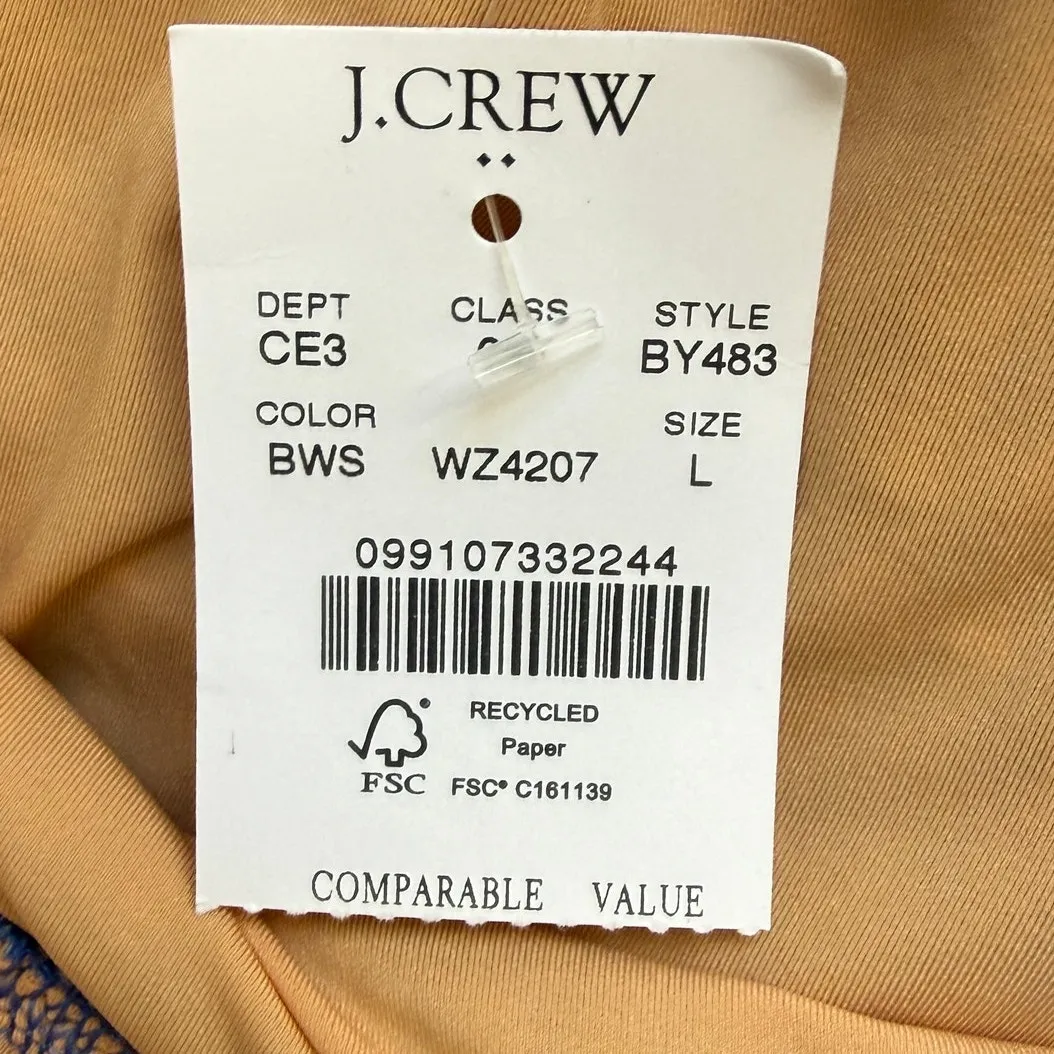 J.CREW
DEPT CLASS STYLE
CE3 BY483
COLOR SIZE
BWS WZ4207 L
099107332244
RECYCLED
Paper
FSC FSC® C161139
COMPARABLE VALUE